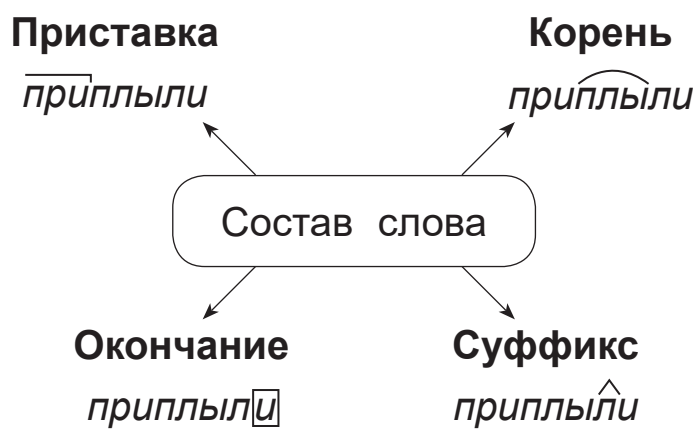 Приставка
приплыли
Корень
приплыли
Состав слова
Окончание
приплыли
Суффикс
приплыли